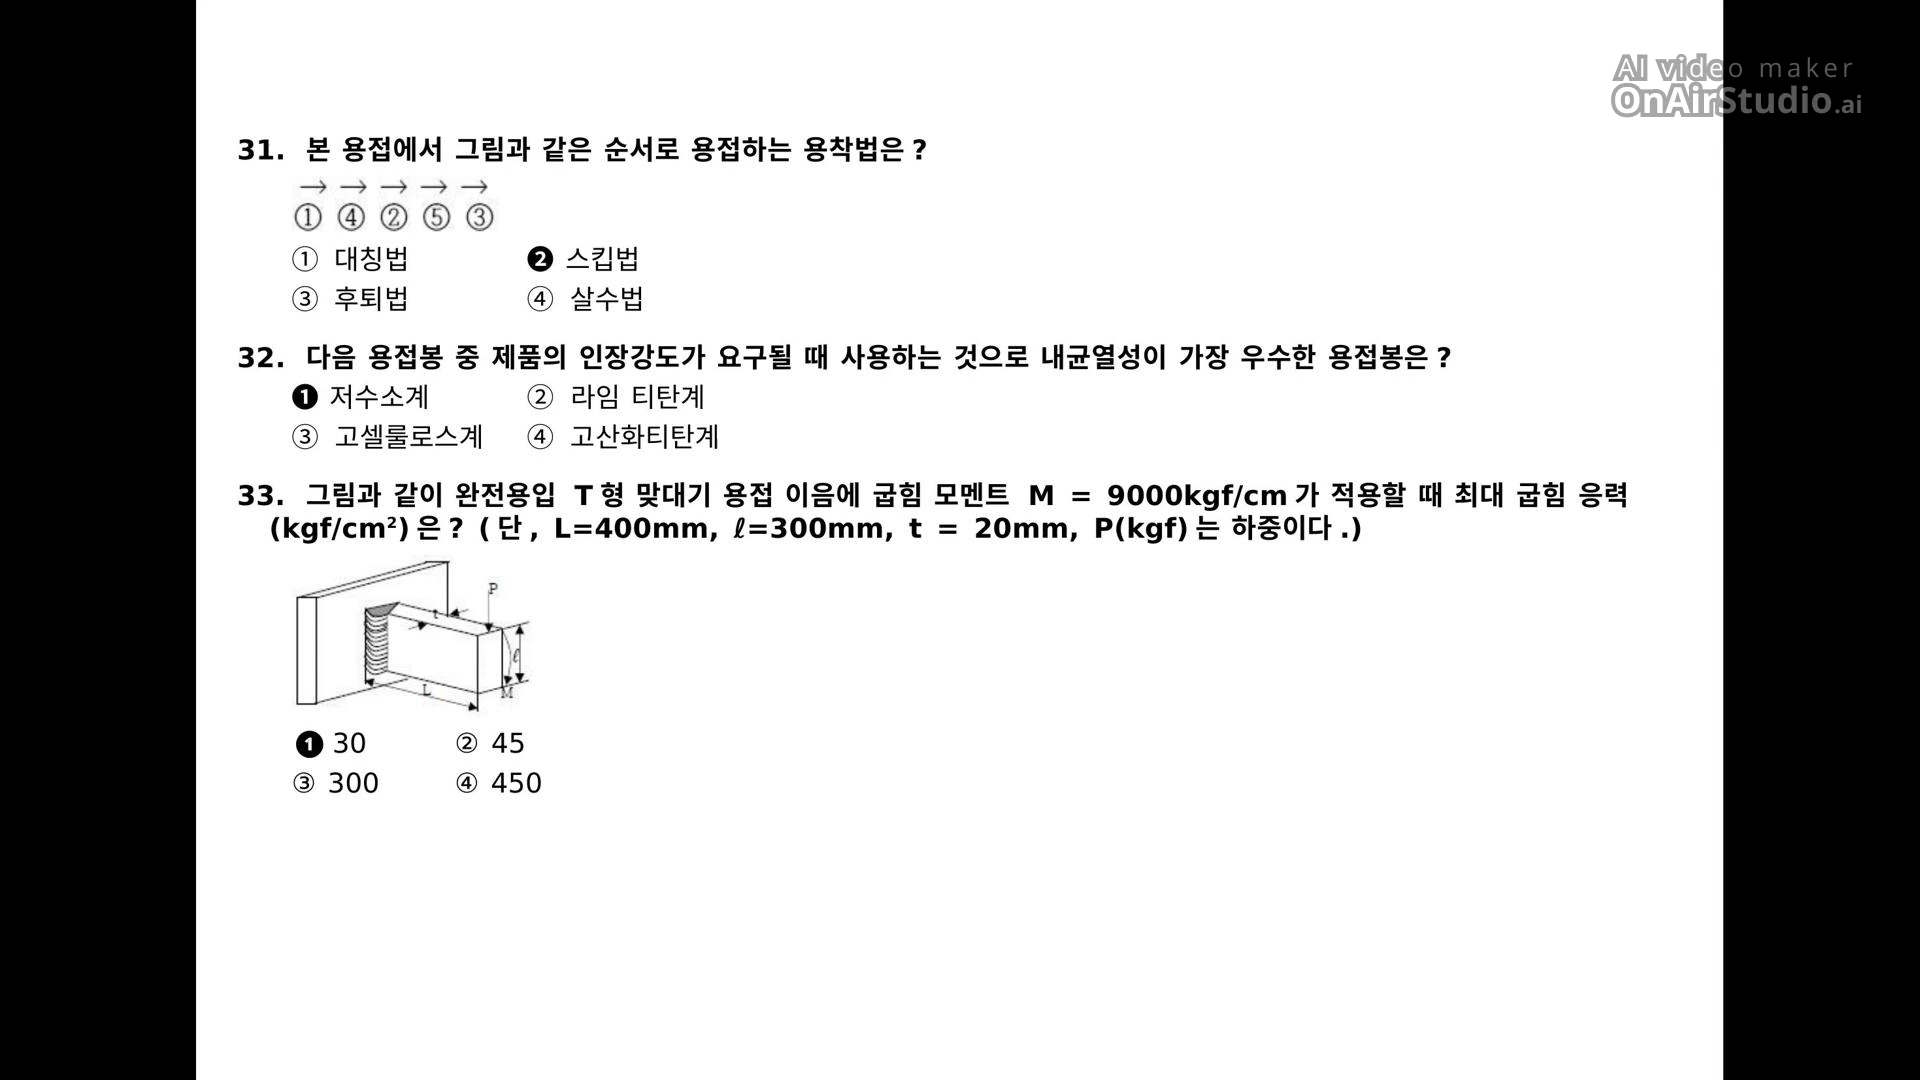 AI video maker
OnAirStudio.ai
31. 본 용접에서 그림과 같은 순서로 용접하는 용착법은 ?
→ → → → →
① ④ ② ⑤ ③
① 대칭법 ❷ 스킵법
③ 후퇴법 ④ 살수법
32. 다음 용접봉 중 제품의 인장강도가 요구될 때 사용하는 것으로 내균열성이 가장 우수한 용접봉은 ?
❶ 저수소계 ② 라임 티탄계
③ 고셀룰로스계 ④ 고산화티탄계
33. 그림과 같이 완전용입 T 형 맞대기 용접 이음에 굽힘 모멘트 M = 9000kgf/cm 가 적용할 때 최대 굽힘 응력
(kgf/cm²) 은 ? ( 단 , L=400mm, ℓ=300mm, t = 20mm, P(kgf) 는 하중이다 .)
P
t
ℓ
L
M
❶ 30 ② 45
③ 300 ④ 450